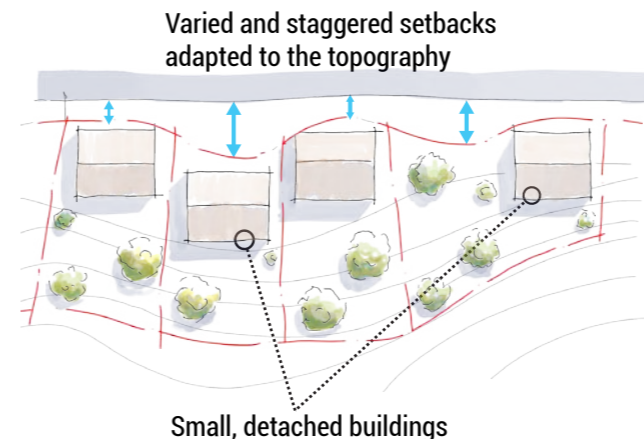 Varied and staggered setbacks
adapted to the topography
Small, detached buildings